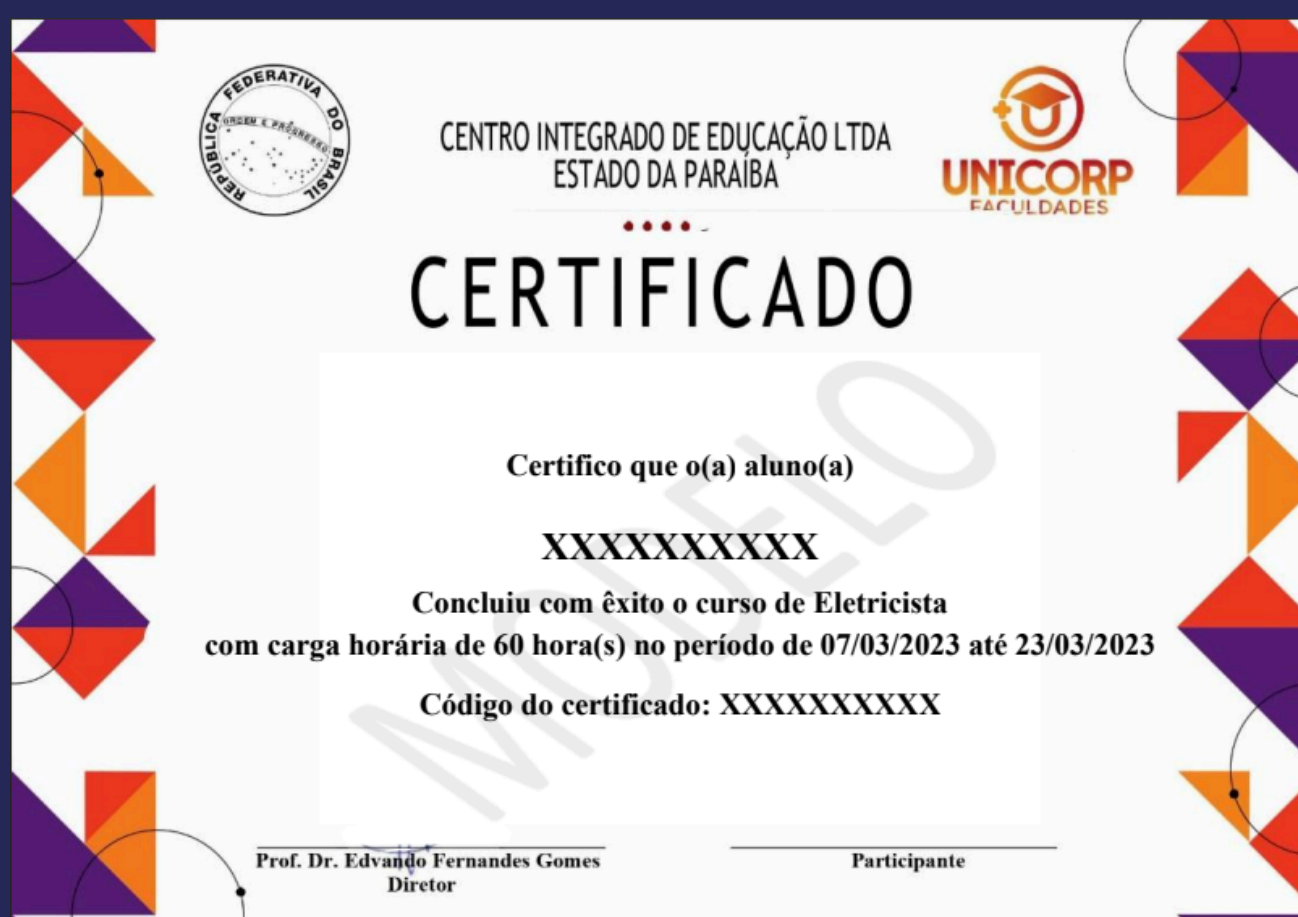 REPUBLICA FEDERATIVA DO BRASIL
ORDEM E PROGRESSO
CENTRO INTEGRADO DE EDUCAÇÃO LTDA
ESTADO DA PARAÍBA
UNICORP
FACULDADES
CERTIFICADO
MODELO
Certifico que o(a) aluno(a)
XXXXXXXXXX
Concluiu com êxito o curso de Eletricista
com carga horária de 60 hora(s) no período de 07/03/2023 até 23/03/2023
Código do certificado: XXXXXXXXXX
Prof. Dr. Edvando Fernandes Gomes
Diretor
Participante